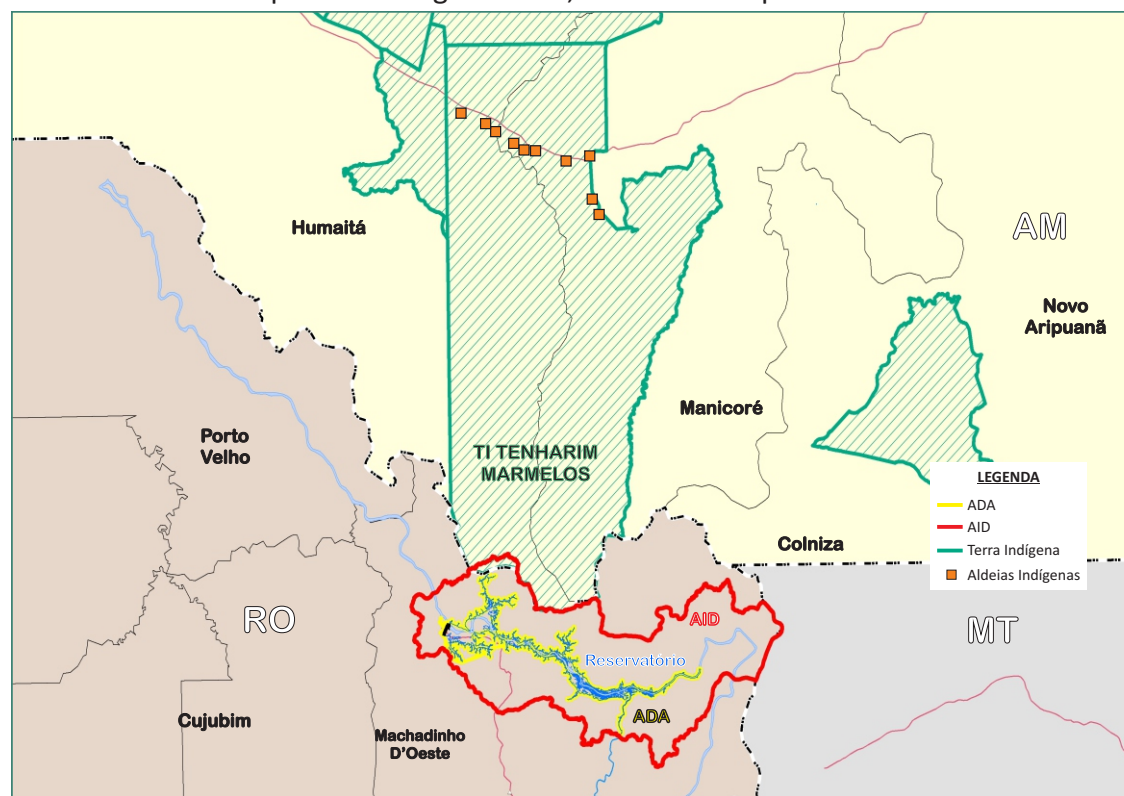 Humaitá
AM
Novo
Aripuanã
Manicoré
Porto
Velho
TI TENHARIM
MARMELOS
LEGENDA
ADA
AID
Terra Indígena
Aldeias Indígenas
Colniza
RO
AID
MT
Reservatório
ADA
Cujubim
Machadinho
D'Oeste